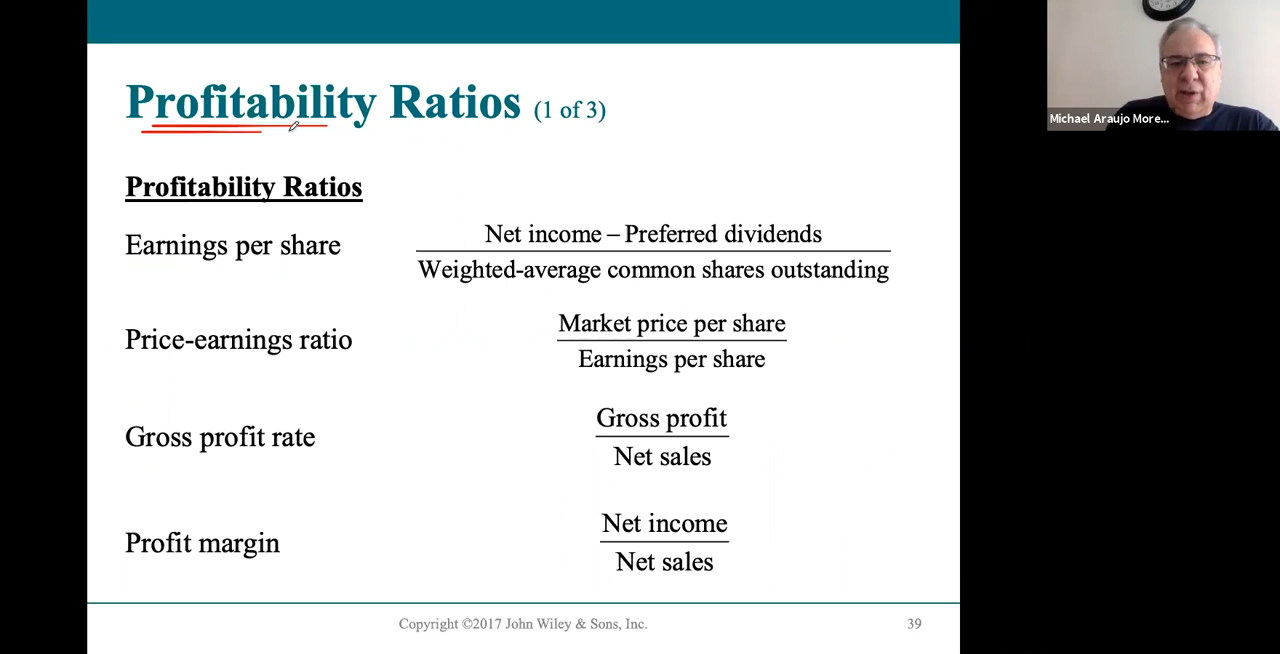 Profitability Ratios (1 of 3)
Michael Araujo More...
Profitability Ratios
Earnings per share
Net income – Preferred dividends
Weighted-average common shares outstanding
Price-earnings ratio
Market price per share
Earnings per share
Gross profit rate
Gross profit
Net sales
Profit margin
Net income
Net sales
Copyright ©2017 John Wiley & Sons, Inc.
39